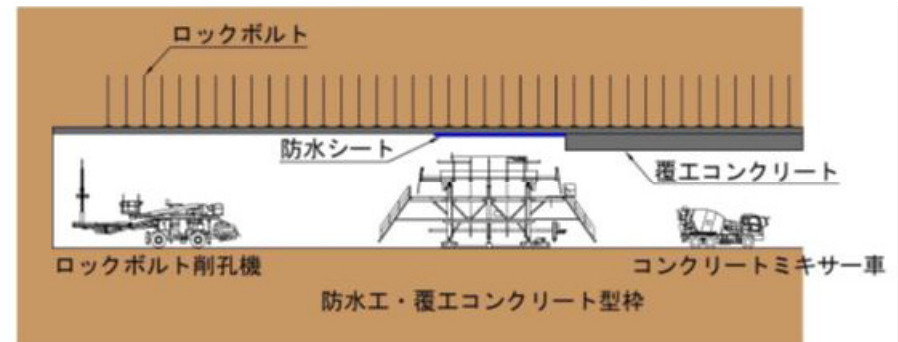 ロックボルト
防水シート
覆工コンクリート
ロックボルト削孔機
コンクリートミキサー車
防水工・覆工コンクリート型枠